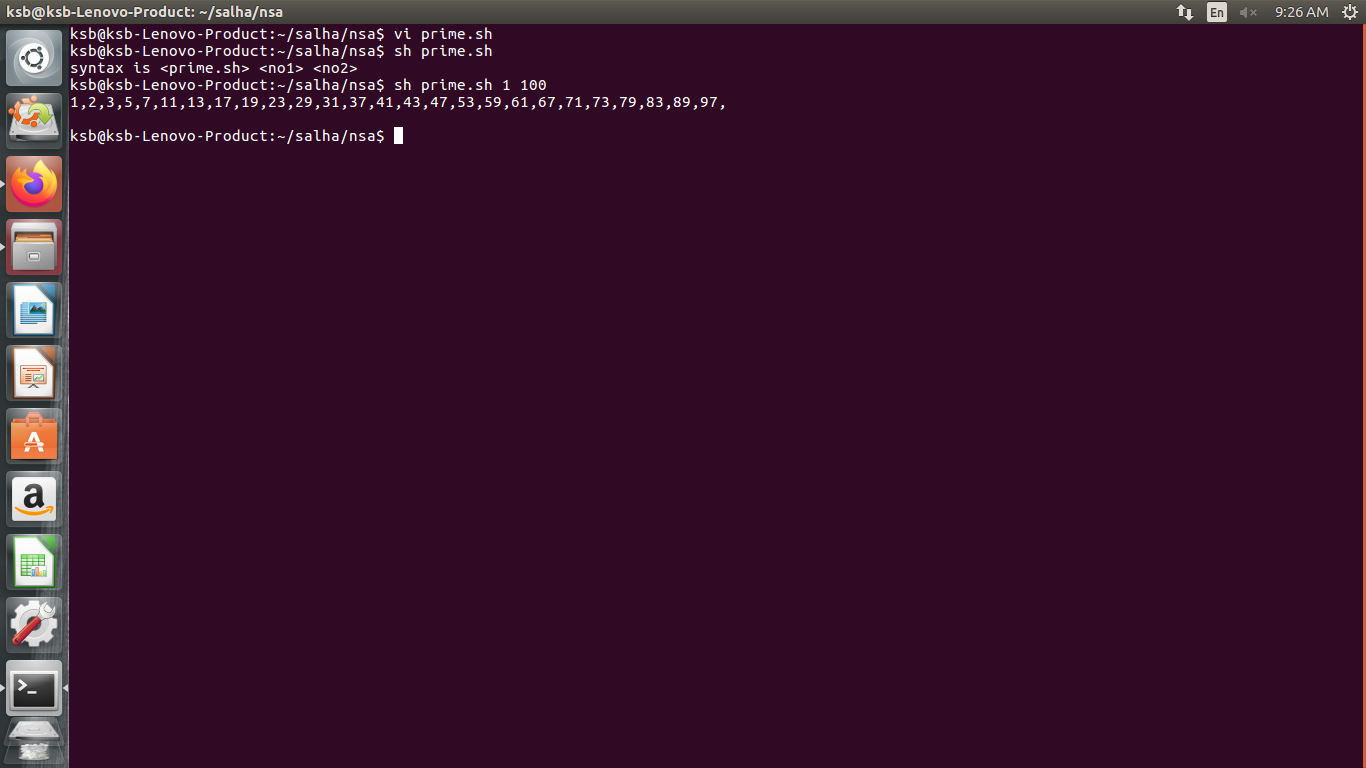 ksb@ksb-Lenovo-Product: ~/salha/nsa
En
9:26 AM
ksb@ksb-Lenovo-Product:~/salha/nsa$ vi prime.sh
ksb@ksb-Lenovo-Product:~/salha/nsa$ sh prime.sh
syntax is <prime.sh> <no1> <no2>
ksb@ksb-Lenovo-Product:~/salha/nsa$ sh prime.sh 1 100
1,2,3,5,7,11,13,17,19,23,29,31,37,41,43,47,53,59,61,67,71,73,79,83,89,97,
ksb@ksb-Lenovo-Product:~/salha/nsa$
A
a
>_